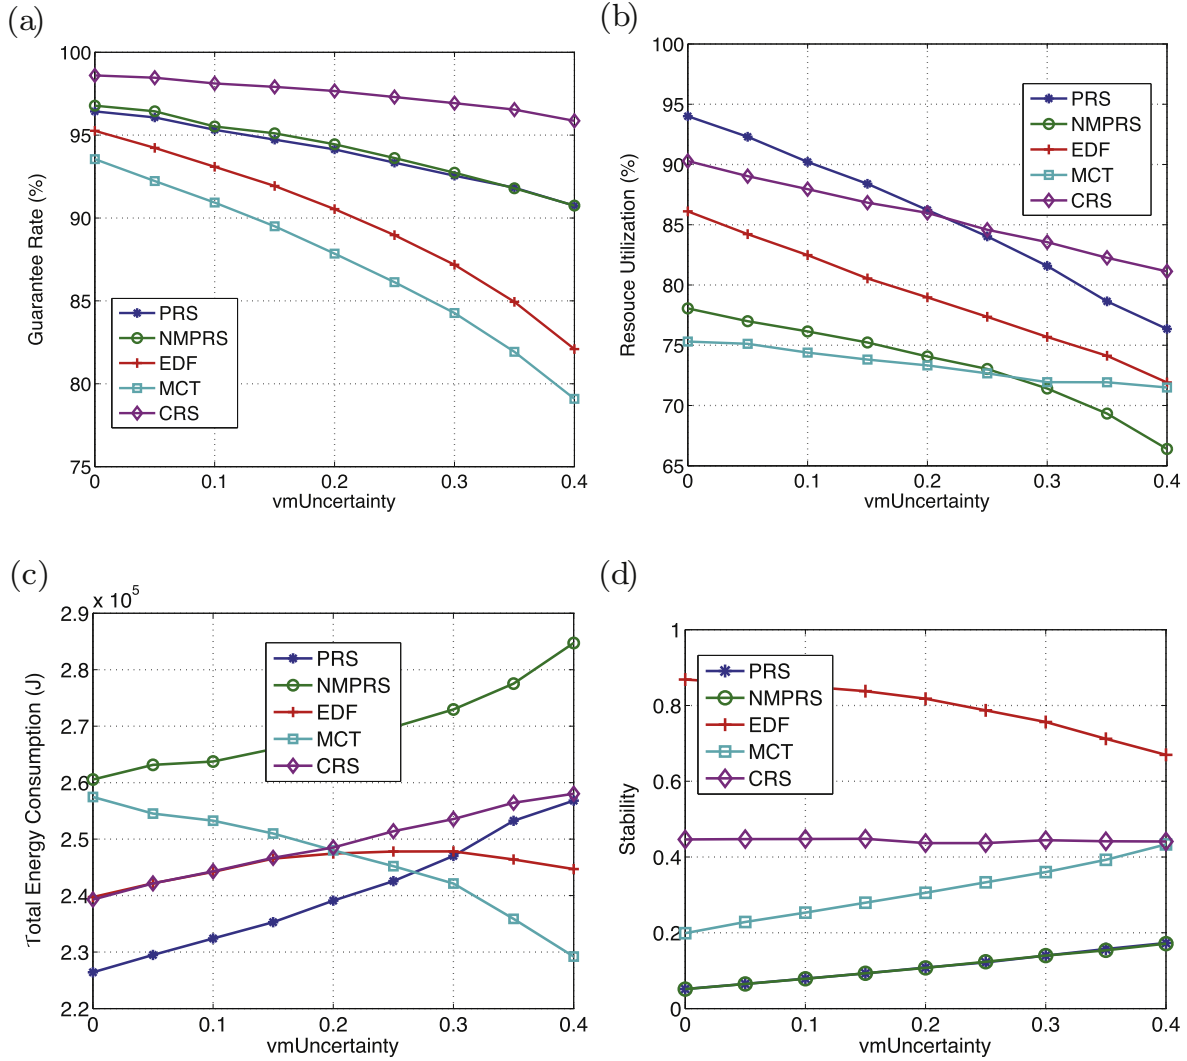 (a)
100
95
90
85
80
75
Guarantee Rate (%)
PRS
NMPRS
EDF
MCT
CRS
0 0.1 0.2 0.3 0.4
vmUncertainty
(b)
100
95
90
85
80
75
70
65
Resouce Utilization (%)
PRS
NMPRS
EDF
MCT
CRS
0 0.1 0.2 0.3 0.4
vmUncertainty
(c)
x 10^5
2.9
2.8
2.7
2.6
2.5
2.4
2.3
2.2
Total Energy Consumption (J)
PRS
NMPRS
EDF
MCT
CRS
0 0.1 0.2 0.3 0.4
vmUncertainty
(d)
1
0.8
0.6
0.4
0.2
0
Stability
PRS
NMPRS
EDF
MCT
CRS
0 0.1 0.2 0.3 0.4
vmUncertainty